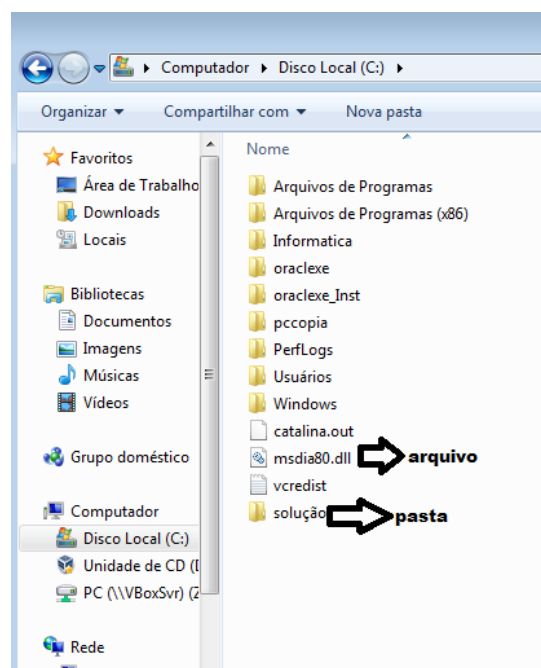 Computador Disco Local (C:)
Organizar Compartilhar com Nova pasta
Favoritos
Área de Trabalho
Downloads
Locais
Bibliotecas
Documentos
Imagens
Músicas
Vídeos
Grupo doméstico
Computador
Disco Local (C:)
Unidade de CD (
PC (\\VBoxSvr) (Z
Rede
Nome
Arquivos de Programas
Arquivos de Programas (x86)
Informatica
oraclexe
oraclexe_Inst
pccopia
PerfLogs
Usuários
Windows
catalina.out
msdia80.dll arquivo
vcredist
solução pasta